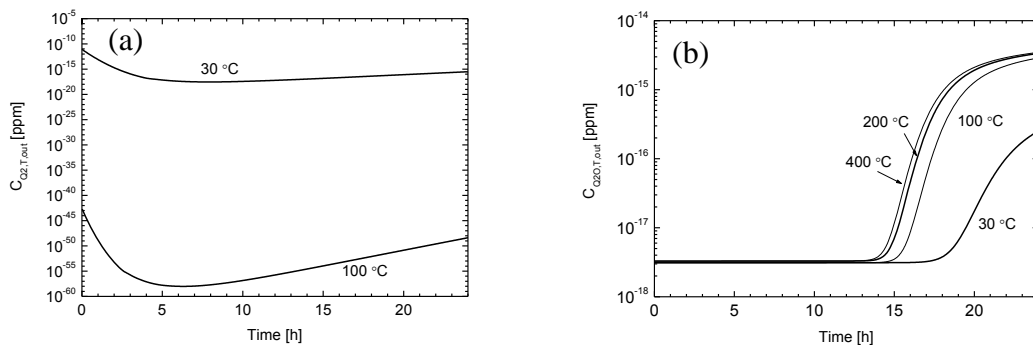 (a)
C_Q2,T,out [ppm]
10^-5
10^-10
10^-15
10^-20
10^-25
10^-30
10^-35
10^-40
10^-45
10^-50
10^-55
10^-60
30 °C
100 °C
0 5 10 15 20
Time [h]
(b)
C_Q2O,T,out [ppm]
10^-14
10^-15
10^-16
10^-17
10^-18
200 °C
400 °C
100 °C
30 °C
0 5 10 15 20
Time [h]